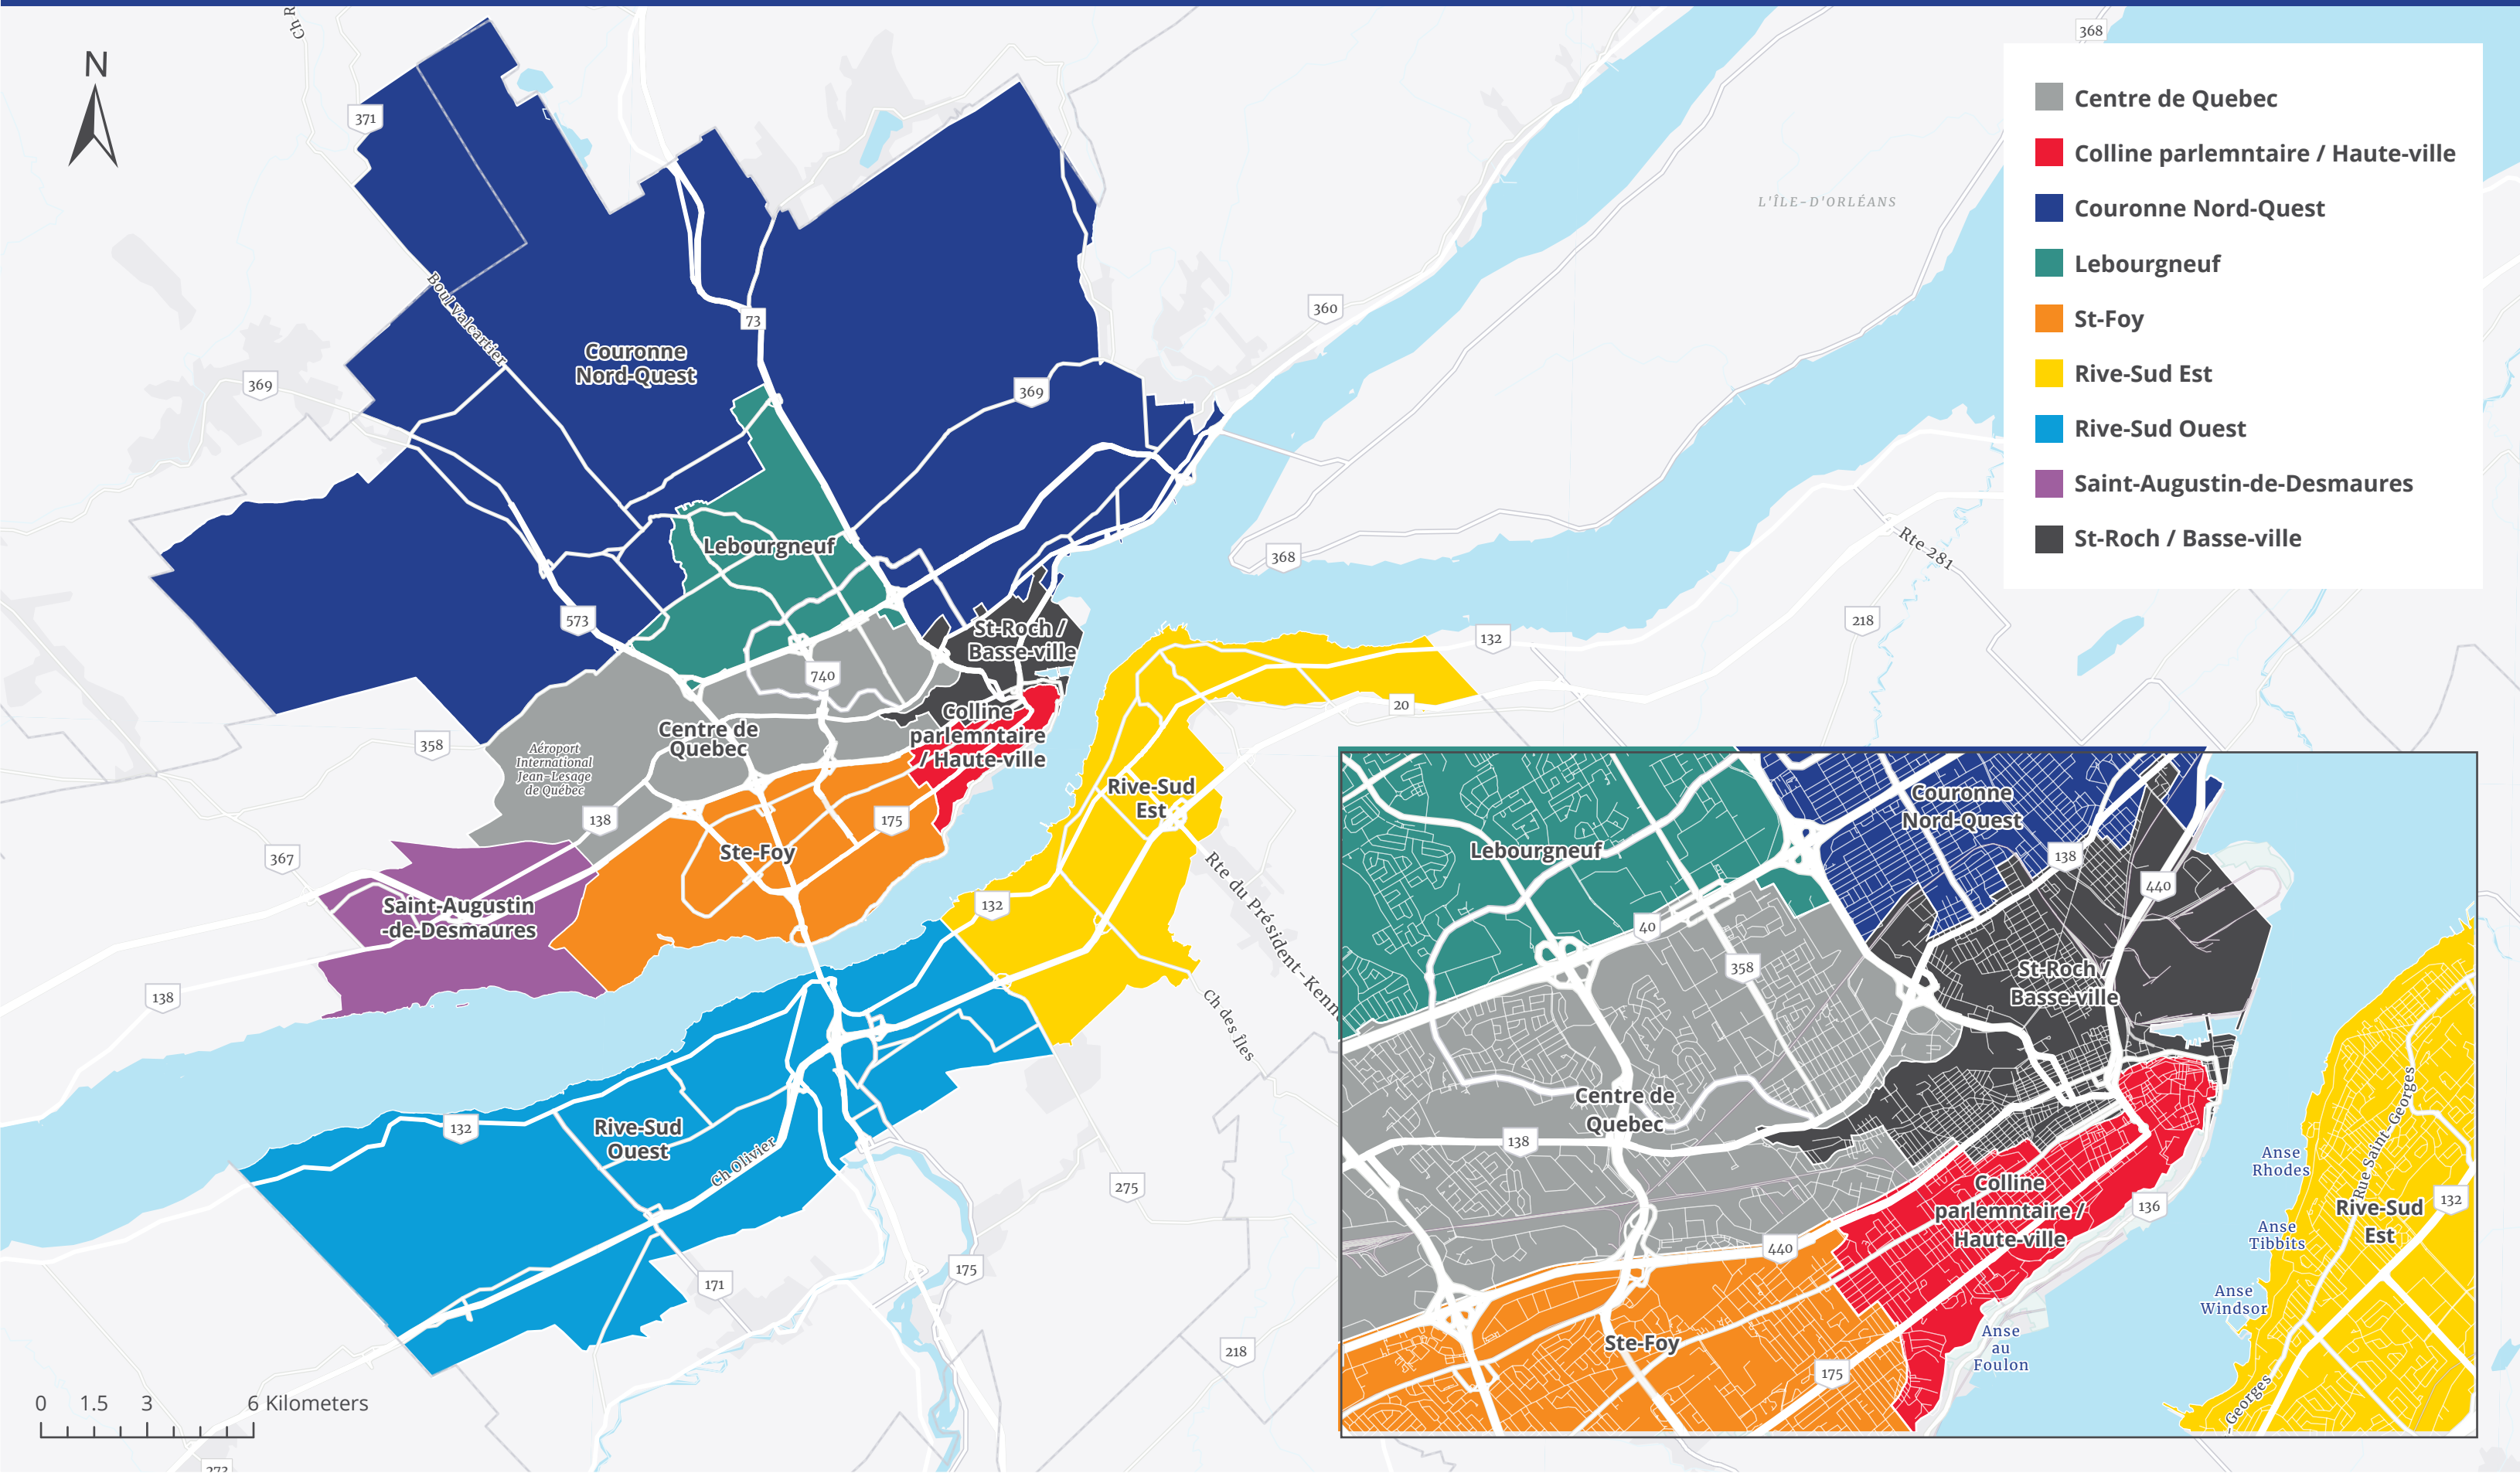 Ch R
N
371
368
Centre de Quebec
Colline parlemntaire / Haute-ville
Couronne Nord-Quest
Lebourgneuf
St-Foy
Rive-Sud Est
Rive-Sud Ouest
Saint-Augustin-de-Desmaures
St-Roch / Basse-ville
L'ÎLE-D'ORLÉANS
Boul Valcartier
73
360
Couronne
Nord-Quest
369
369
Lebourgneuf
368
Rte 281
573
218
St-Roch /
Basse-ville
132
740
20
Colline
parlemntaire
/ Haute-ville
Centre de
Quebec
358
Aéroport
International
Jean-Lesage
de Québec
Rive-Sud
Est
138
175
367
Ste-Foy
Rte du Président-Kenn
Saint-Augustin
-de-Desmaures
132
138
Ch des Îles
132
Rive-Sud
Ouest
Ch Olivier
275
175
171
218
0 1.5 3 6 Kilometers
273
Couronne
Nord-Quest
Lebourgneuf
138
440
40
358
St-Roch /
Basse-ville
Centre de
Quebec
138
Rue Saint-Georges
Anse
Rhodes
Colline
parlemntaire /
Haute-ville
136
132
Rive-Sud
Est
Anse
Tibbits
440
Anse
Windsor
Anse
au
Foulon
Ste-Foy
175
Georges